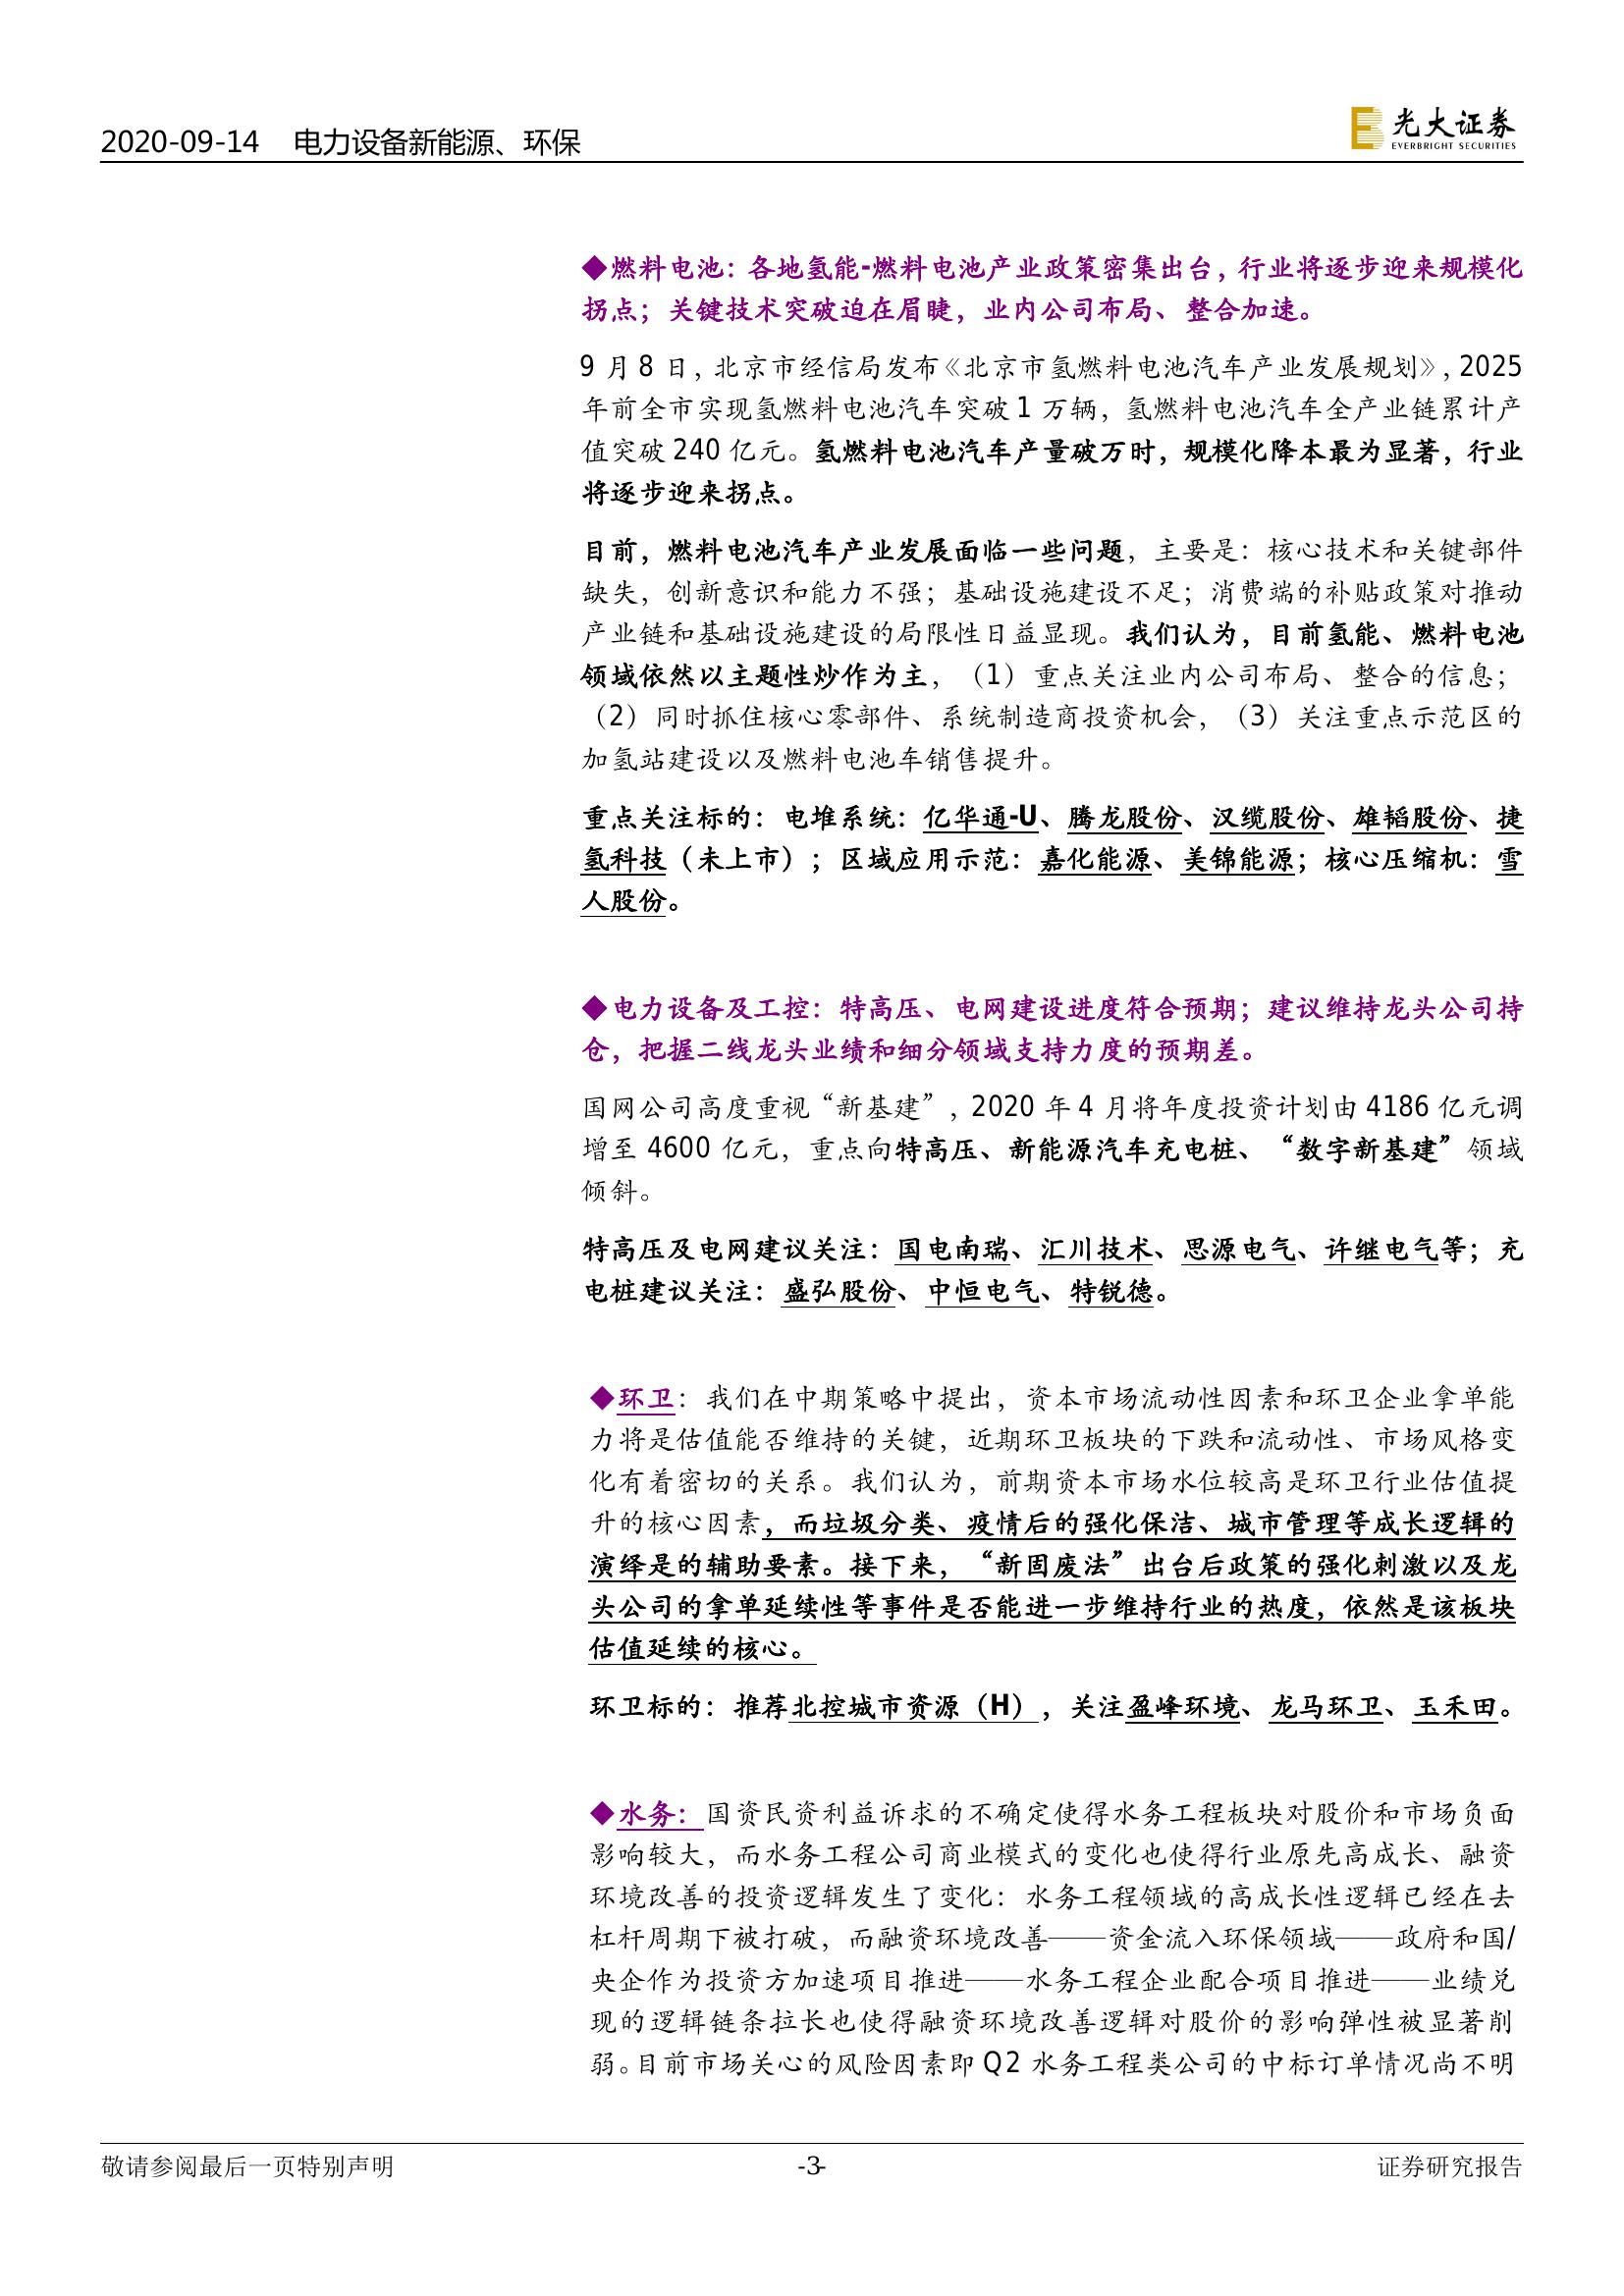 2020-09-14 电力设备新能源、环保
光大证券
EVERBRIGHT SECURITIES
◆燃料电池：各地氢能-燃料电池产业政策密集出台，行业将逐步迎来规模化
拐点；关键技术突破迫在眉睫，业内公司布局、整合加速。
9 月 8 日，北京市经信局发布《北京市氢燃料电池汽车产业发展规划》，2025
年前全市实现氢燃料电池汽车突破 1 万辆，氢燃料电池汽车全产业链累计产
值突破 240 亿元。氢燃料电池汽车产量破万时，规模化降本最为显著，行业
将逐步迎来拐点。
目前，燃料电池汽车产业发展面临一些问题，主要是：核心技术和关键部件
缺失，创新意识和能力不强；基础设施建设不足；消费端的补贴政策对推动
产业链和基础设施建设的局限性日益显现。我们认为，目前氢能、燃料电池
领域依然以主题性炒作为主，（1）重点关注业内公司布局、整合的信息；
（2）同时抓住核心零部件、系统制造商投资机会，（3）关注重点示范区的
加氢站建设以及燃料电池车销售提升。
重点关注标的：电堆系统：亿华通-U、腾龙股份、汉缆股份、雄韬股份、捷
氢科技（未上市）；区域应用示范：嘉化能源、美锦能源；核心压缩机：雪
人股份。
◆电力设备及工控：特高压、电网建设进度符合预期；建议维持龙头公司持
仓，把握二线龙头业绩和细分领域支持力度的预期差。
国网公司高度重视“新基建”，2020 年 4 月将年度投资计划由 4186 亿元调
增至 4600 亿元，重点向特高压、新能源汽车充电桩、“数字新基建”领域
倾斜。
特高压及电网建议关注：国电南瑞、汇川技术、思源电气、许继电气等；充
电桩建议关注：盛弘股份、中恒电气、特锐德。
◆环卫：我们在中期策略中提出，资本市场流动性因素和环卫企业拿单能
力将是估值能否维持的关键，近期环卫板块的下跌和流动性、市场风格变
化有着密切的关系。我们认为，前期资本市场水位较高是环卫行业估值提
升的核心因素，而垃圾分类、疫情后的强化保洁、城市管理等成长逻辑的
演绎是的辅助要素。接下来，“新固废法”出台后政策的强化刺激以及龙
头公司的拿单延续性等事件是否能进一步维持行业的热度，依然是该板块
估值延续的核心。
环卫标的：推荐北控城市资源（H），关注盈峰环境、龙马环卫、玉禾田。
◆水务：国资民资利益诉求的不确定使得水务工程板块对股价和市场负面
影响较大，而水务工程公司商业模式的变化也使得行业原先高成长、融资
环境改善的投资逻辑发生了变化：水务工程领域的高成长性逻辑已经在去
杠杆周期下被打破，而融资环境改善——资金流入环保领域——政府和国/
央企作为投资方加速项目推进——水务工程企业配合项目推进——业绩兑
现的逻辑链条拉长也使得融资环境改善逻辑对股价的影响弹性被显著削
弱。目前市场关心的风险因素即 Q2 水务工程类公司的中标订单情况尚不明
敬请参阅最后一页特别声明 -3- 证券研究报告